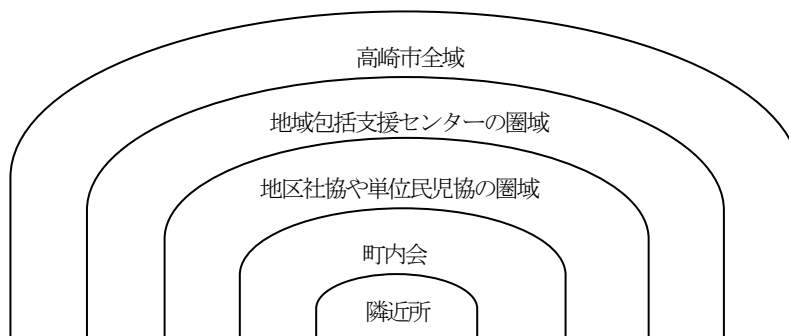 高崎市全域
地域包括支援センターの圏域
地区社協や単位民児協の圏域
町内会
隣近所